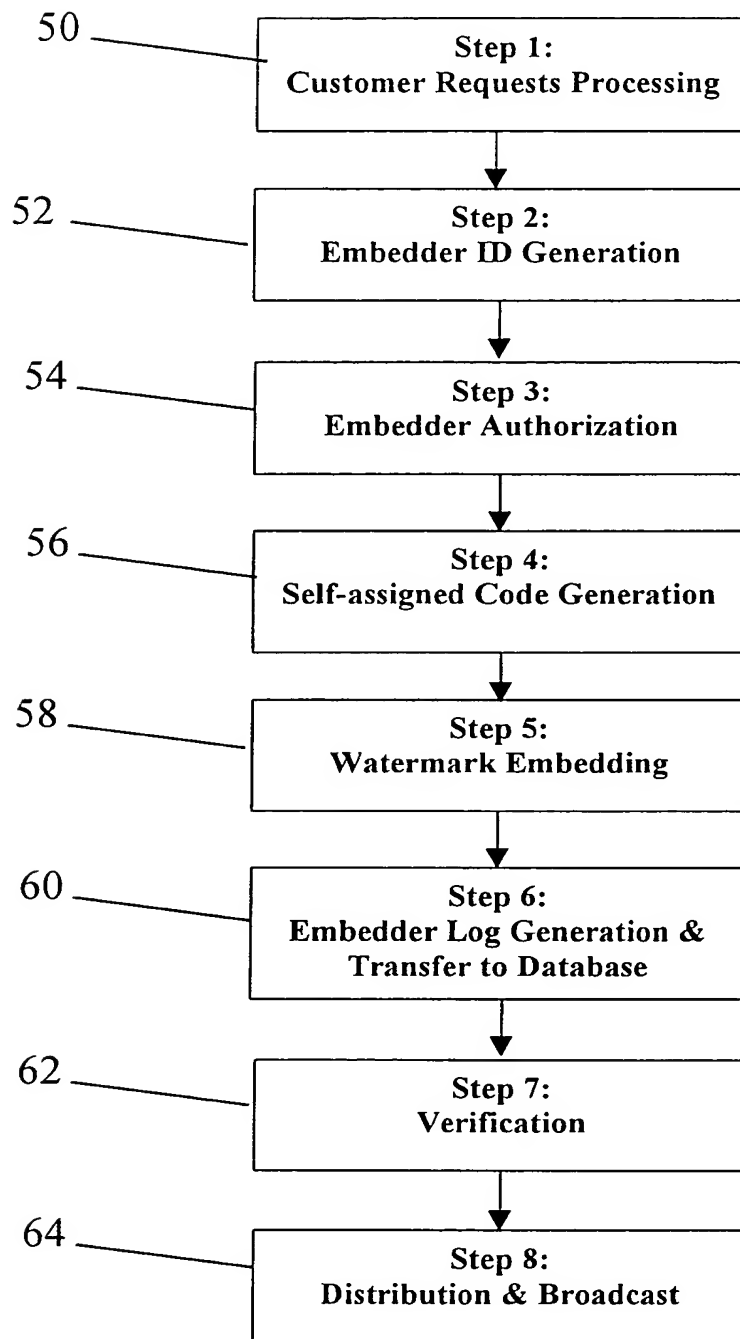 50
Step 1:
Customer Requests Processing
52
Step 2:
Embedder ID Generation
54
Step 3:
Embedder Authorization
56
Step 4:
Self-assigned Code Generation
58
Step 5:
Watermark Embedding
60
Step 6:
Embedder Log Generation &
Transfer to Database
62
Step 7:
Verification
64
Step 8:
Distribution & Broadcast